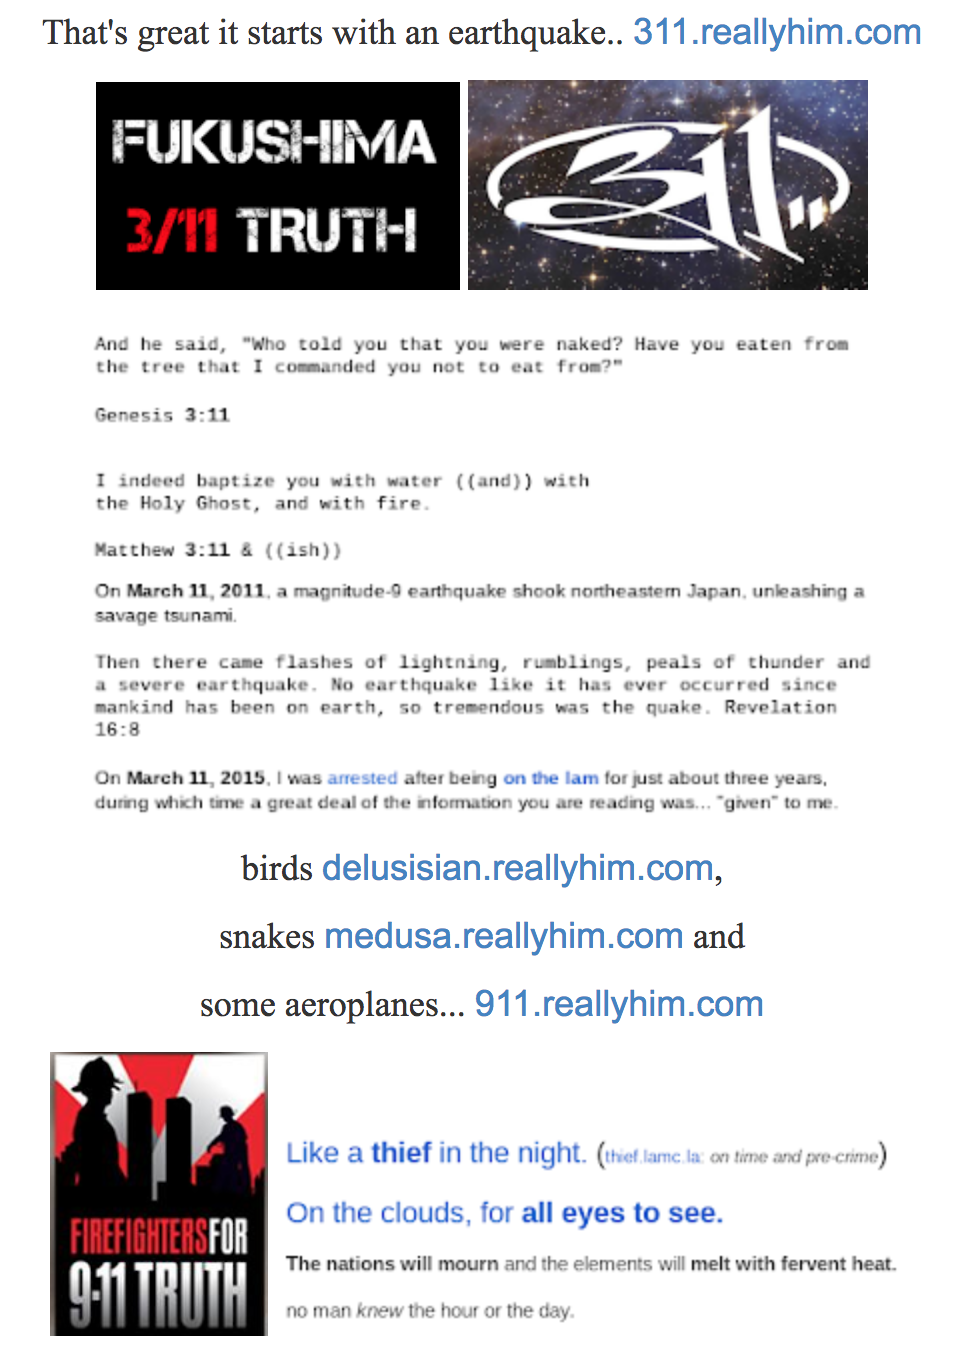 That's great it starts with an earthquake.. 311.reallyhim.com
FUKUSHIMA
3/11 TRUTH
311
And he said, "Who told you that you were naked? Have you eaten from
the tree that I commanded you not to eat from?"
Genesis 3:11
I indeed baptize you with water ((and)) with
the Holy Ghost, and with fire.
Matthew 3:11 & ((ish))
On March 11, 2011, a magnitude-9 earthquake shook northeastern Japan, unleashing a
savage tsunami.
Then there came flashes of lightning, rumblings, peals of thunder and
a severe earthquake. No earthquake like it has ever occurred since
mankind has been on earth, so tremendous was the quake. Revelation
16:8
On March 11, 2015, I was arrested after being on the lam for just about three years,
during which time a great deal of the information you are reading was... "given" to me.
birds delusisian.reallyhim.com,
snakes medusa.reallyhim.com and
some aeroplanes... 911.reallyhim.com
FIREFIGHTERS FOR
9-11 TRUTH
Like a thief in the night. (thief.lamc.la: on time and pre-crime)
On the clouds, for all eyes to see.
The nations will mourn and the elements will melt with fervent heat.
no man knew the hour or the day.